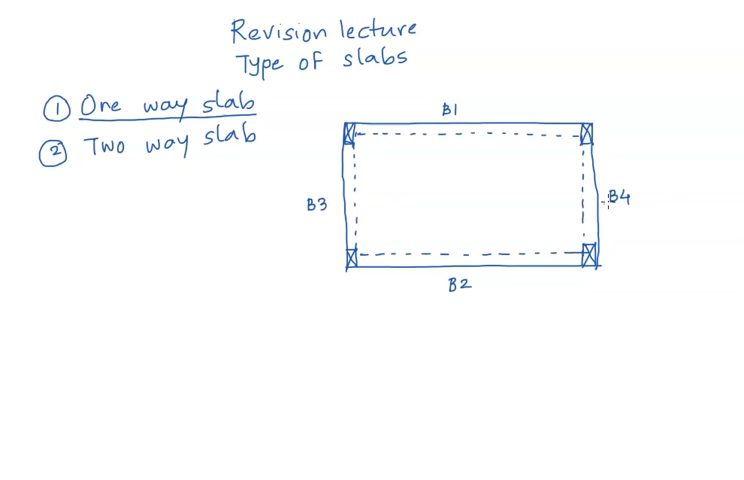 Revision lecture
Type of slabs
① One way slab
② Two way slab
B1
B3
B4
B2